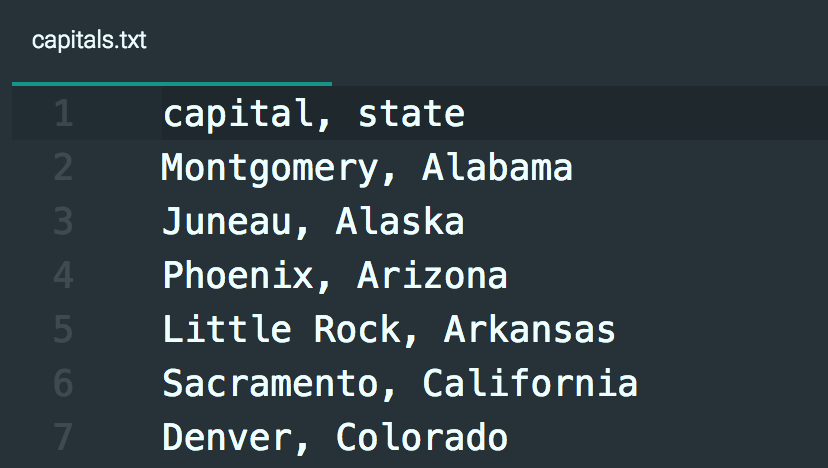 capitals.txt
1 capital, state
2 Montgomery, Alabama
3 Juneau, Alaska
4 Phoenix, Arizona
5 Little Rock, Arkansas
6 Sacramento, California
7 Denver, Colorado